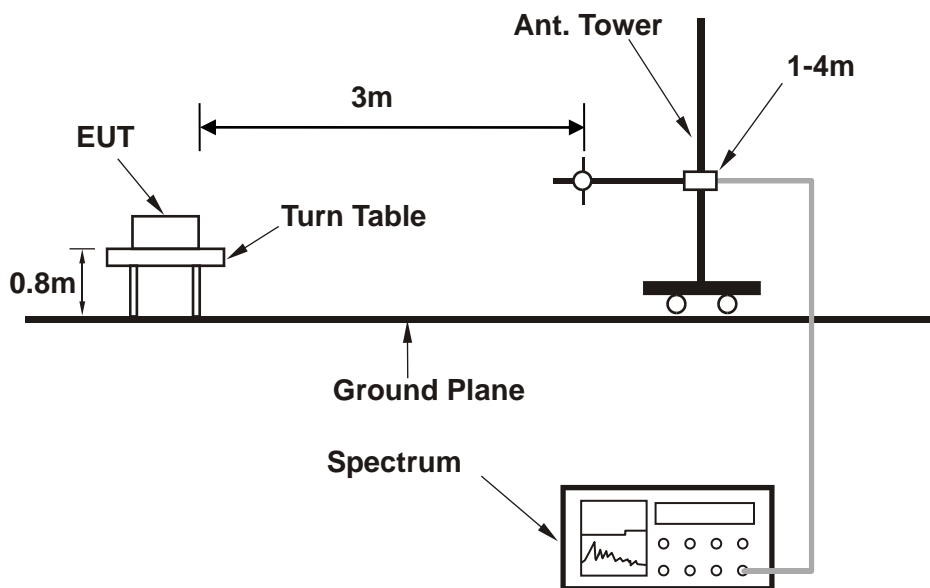 Ant. Tower
1-4m
3m
EUT
Turn Table
0.8m
Ground Plane
Spectrum